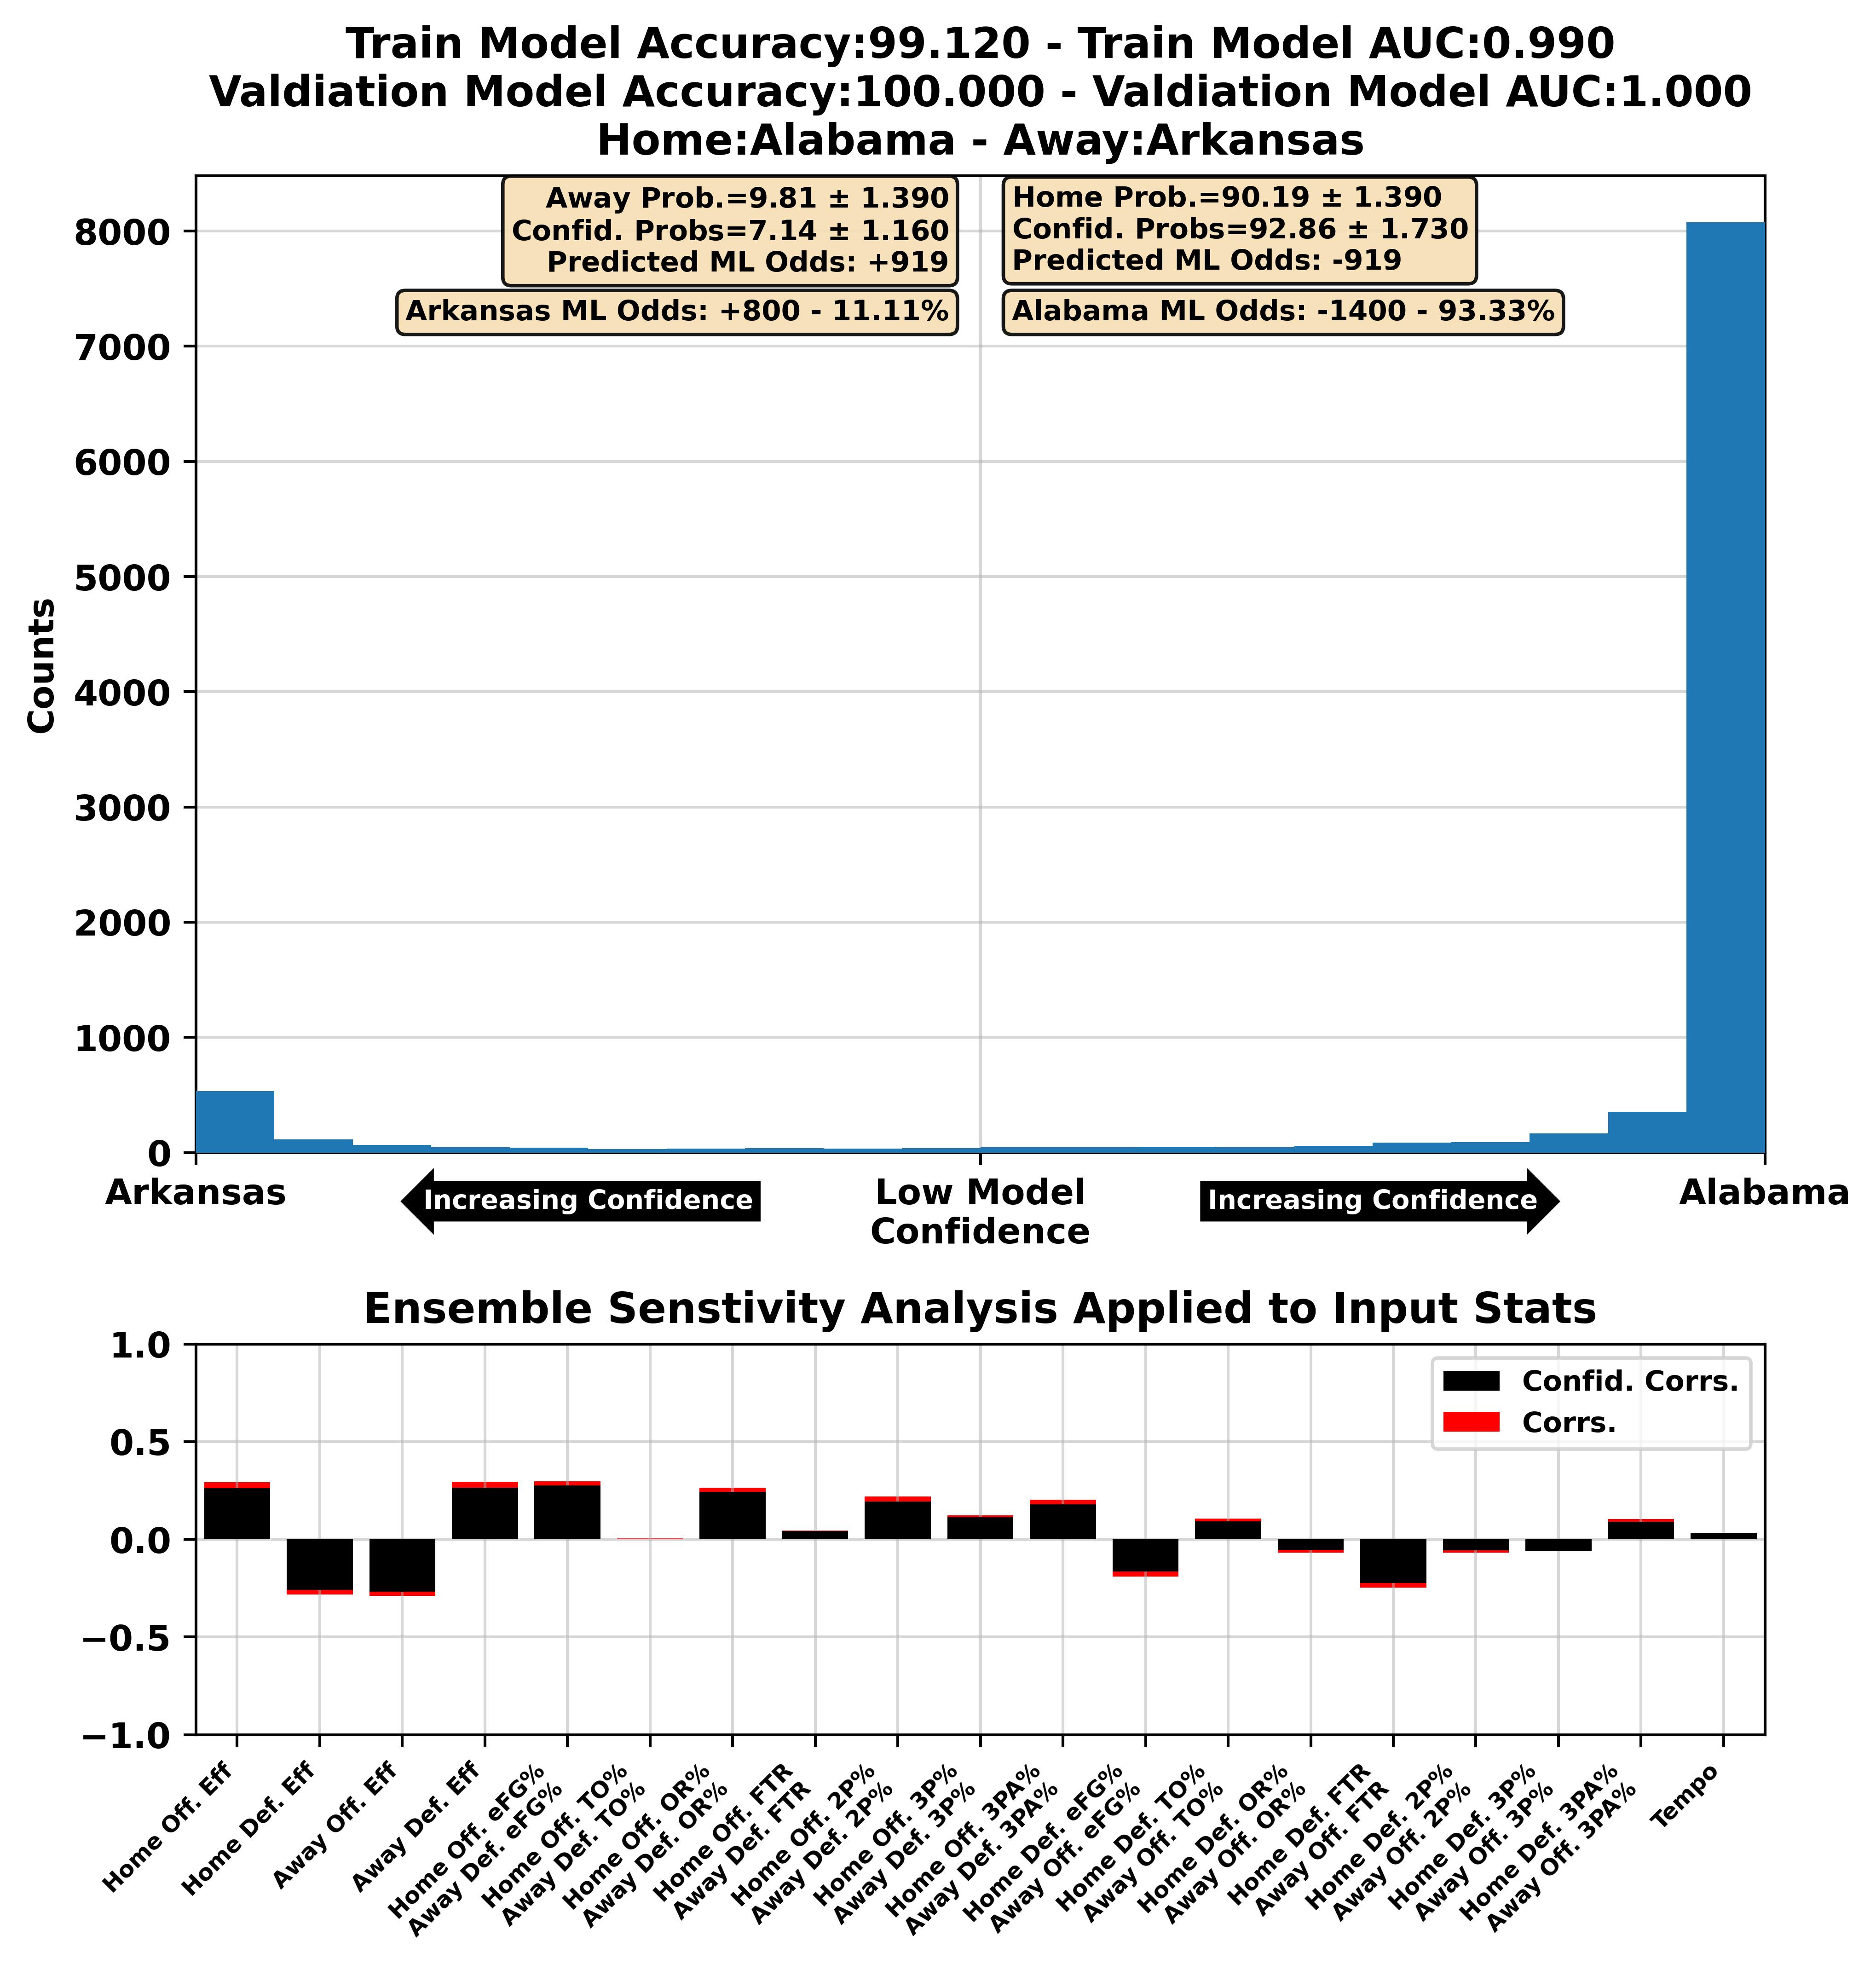 Train Model Accuracy:99.120 - Train Model AUC:0.990
Valdiation Model Accuracy:100.000 - Valdiation Model AUC:1.000
Home:Alabama - Away:Arkansas
Away Prob.=9.81 ± 1.390
Confid. Probs=7.14 ± 1.160
Predicted ML Odds: +919
Arkansas ML Odds: +800 - 11.11%
Home Prob.=90.19 ± 1.390
Confid. Probs=92.86 ± 1.730
Predicted ML Odds: -919
Alabama ML Odds: -1400 - 93.33%
Counts
8000
7000
6000
5000
4000
3000
2000
1000
0
Arkansas
Increasing Confidence
Low Model
Confidence
Increasing Confidence
Alabama
Ensemble Senstivity Analysis Applied to Input Stats
1.0
0.5
0.0
−0.5
−1.0
Confid. Corrs.
Corrs.
Home Off. Eff
Home Def. Eff
Away Off. Eff
Away Def. Eff
Home Off. eFG%
Away Def. eFG%
Home Off. TO%
Away Def. TO%
Home Off. OR%
Away Def. OR%
Home Off. FTR
Away Def. FTR
Home Off. 2P%
Away Def. 2P%
Home Off. 3P%
Away Def. 3P%
Home Off. 3PA%
Away Def. 3PA%
Home Def. eFG%
Away Off. eFG%
Home Def. TO%
Away Off. TO%
Home Def. OR%
Away Off. OR%
Home Def. FTR
Away Off. FTR
Home Def. 2P%
Away Off. 2P%
Home Def. 3P%
Away Off. 3P%
Home Def. 3PA%
Away Off. 3PA%
Tempo